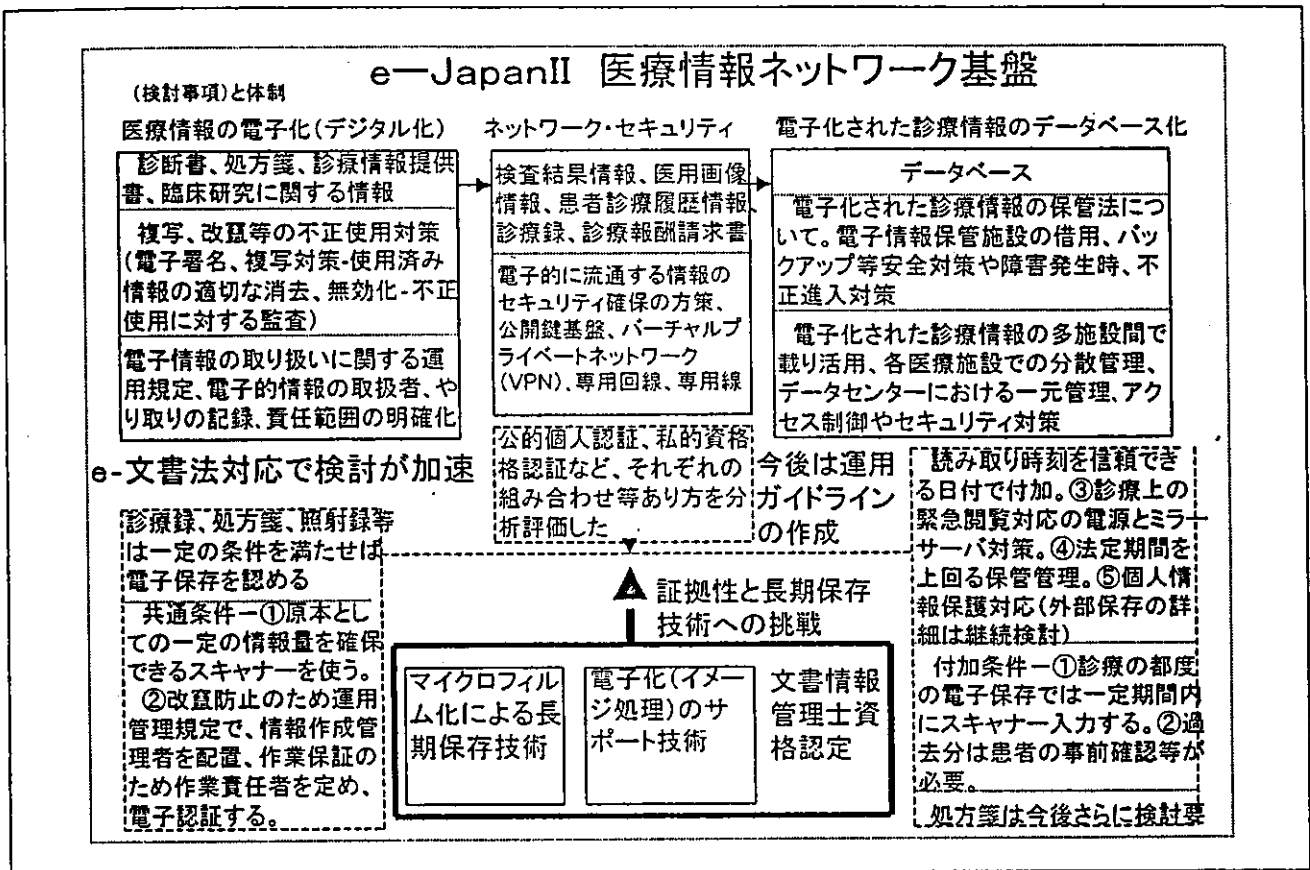 e－JapanII 医療情報ネットワーク基盤
(検討事項)と体制
医療情報の電子化(デジタル化)
診断書、処方箋、診療情報提供
書、臨床研究に関する情報
複写、改竄等の不正使用対策
(電子署名、複写対策-使用済み
情報の適切な消去、無効化-不正
使用に対する監査)
電子情報の取り扱いに関する運
用規定、電子的情報の取扱者、や
り取りの記録、責任範囲の明確化
ネットワーク・セキュリティ
検査結果情報、医用画像
情報、患者診療履歴情報、
診療録、診療報酬請求書
電子的に流通する情報の
セキュリティ確保の方策、
公開鍵基盤、バーチャルプ
ライベートネットワーク
(VPN)、専用回線、専用線
電子化された診療情報のデータベース化
データベース
電子化された診療情報の保管法につ
いて。電子情報保管施設の借用、バッ
クアップ等安全対策や障害発生時、不
正進入対策
電子化された診療情報の多施設間で
載り活用、各医療施設での分散管理、
データセンターにおける一元管理、アク
セス制御やセキュリティ対策
e-文書法対応で検討が加速
公的個人認証、私的資格
格認証など、それぞれの
組み合わせ等あり方を分
析評価した
今後は運用
ガイドライン
の作成
診療録、処方箋、照射録等
は一定の条件を満たせば
電子保存を認める
共通条件－①原本とし
ての一定の情報量を確保
できるスキャナーを使う。
②改竄防止のため運用
管理規定で、情報作成管
理者を配置、作業保証の
ため作業責任者を定め、
電子認証する。
読み取り時刻を信頼でき
る日付で付加。③診療上の
緊急閲覧対応の電源とミラー
サーバ対策。④法定期間を
上回る保管管理。⑤個人情
報保護対応(外部保存の詳
細は継続検討)
付加条件－①診療の都度
の電子保存では一定期間内
にスキャナー入力する。②過
去分は患者の事前確認等が
必要。
処方箋は今後さらに検討要
証拠性と長期保存
技術への挑戦
マイクロフィル
ム化による長
期保存技術
電子化(イメー
ジ処理)のサ
ポート技術
文書情報
管理士資
格認定